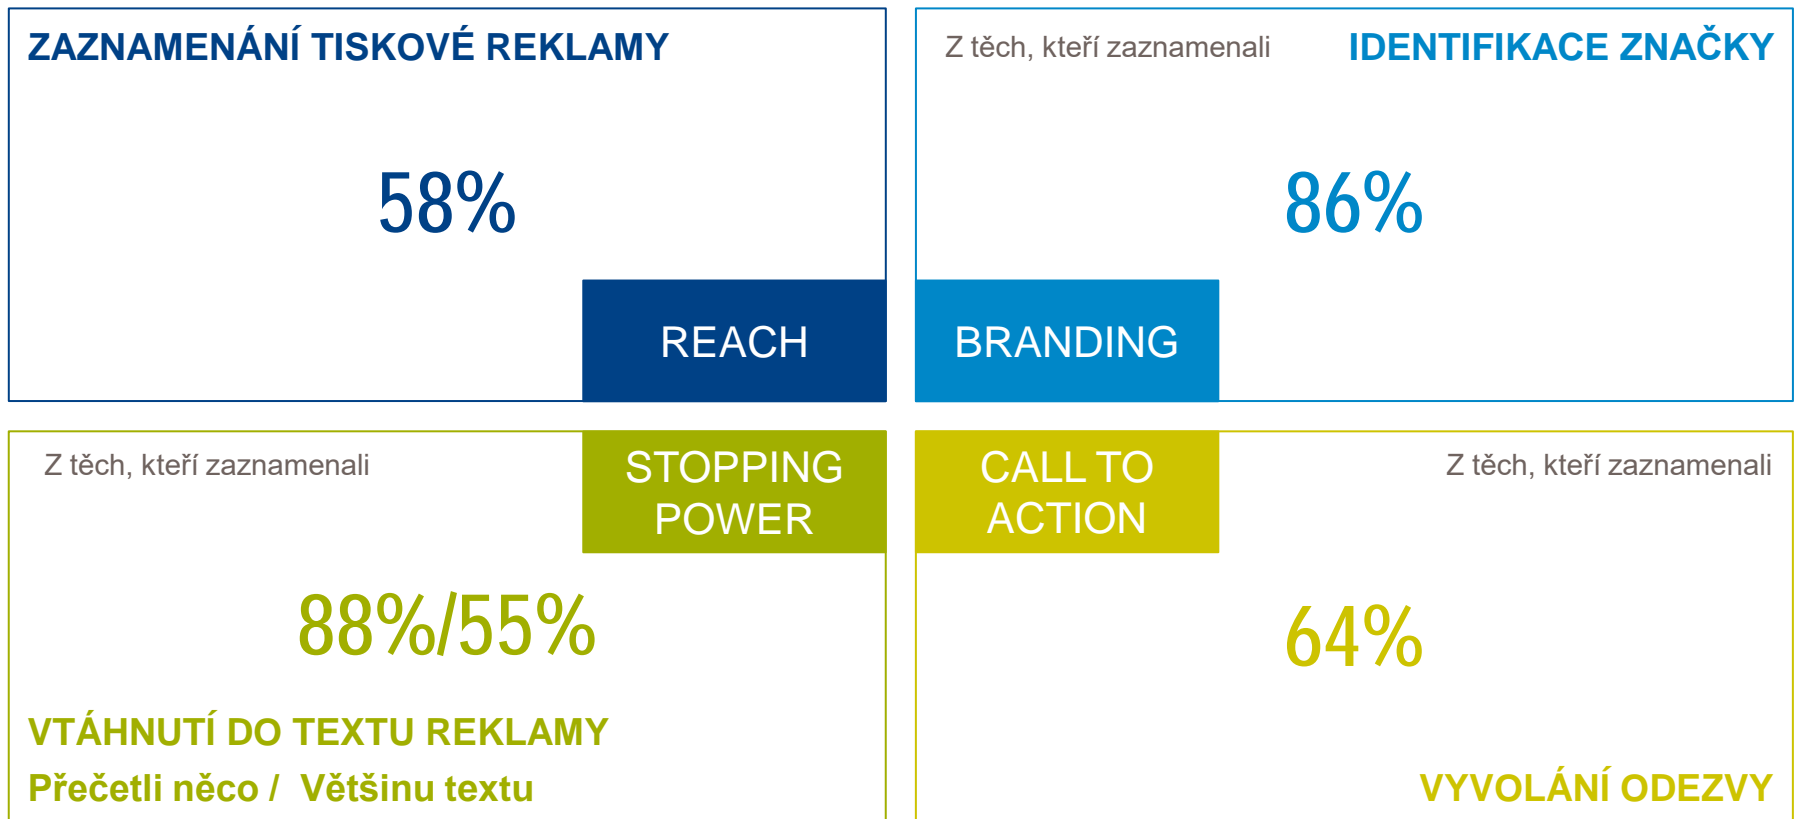 ZAZNAMENÁNÍ TISKOVÉ REKLAMY
58%
REACH
Z těch, kteří zaznamenali
IDENTIFIKACE ZNAČKY
86%
BRANDING
Z těch, kteří zaznamenali
STOPPING
POWER
88%/55%
VTÁHNUTÍ DO TEXTU REKLAMY
Přečetli něco / Většinu textu
CALL TO
ACTION
Z těch, kteří zaznamenali
64%
VYVOLÁNÍ ODEZVY